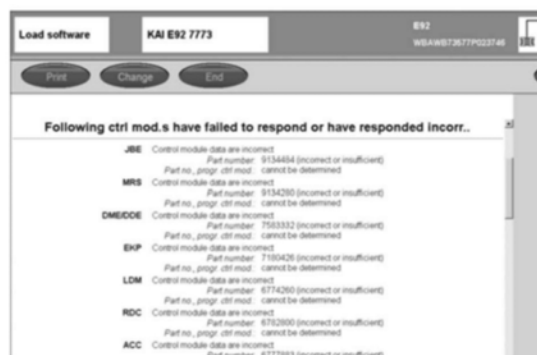 Load software
KAI E92 7773
E92
WBAWB73577P023746
Print
Change
End
Following ctrl mod.s have failed to respond or have responded incorr..
JBE Control module data are incorrect
Part number: 9134484 (incorrect or insufficient)
Part no., progr. ctrl mod.: cannot be determined
MRS Control module data are incorrect
Part number: 9134280 (incorrect or insufficient)
Part no., progr. ctrl mod.: cannot be determined
DME/DDE Control module data are incorrect
Part number: 7583332 (incorrect or insufficient)
Part no., progr. ctrl mod.: cannot be determined
EKP Control module data are incorrect
Part number: 7180426 (incorrect or insufficient)
Part no., progr. ctrl mod.: cannot be determined
LDM Control module data are incorrect
Part number: 6774260 (incorrect or insufficient)
Part no., progr. ctrl mod.: cannot be determined
RDC Control module data are incorrect
Part number: 6782800 (incorrect or insufficient)
Part no., progr. ctrl mod.: cannot be determined
ACC Control module data are incorrect
Part number: (incorrect or insufficient)